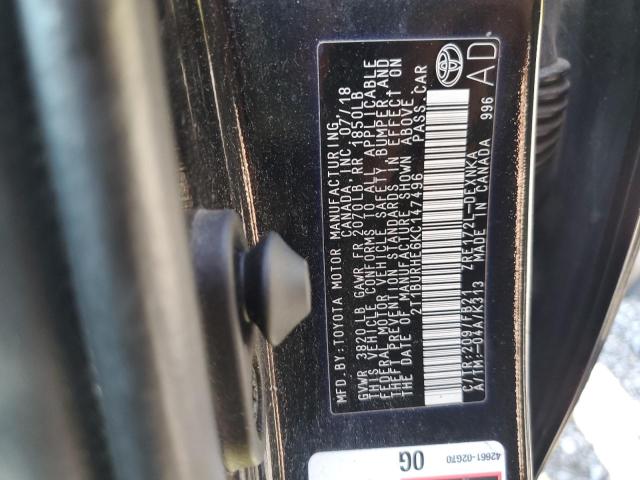 MFD.BY:TOYOTA MOTOR MANUFACTURING
CANADA, INC. 07/18
GVWR 3820 LB GAWR FR 2070LB RR 1850LB
THIS VEHICLE CONFORMS TO ALL APPLICABLE
FEDERAL MOTOR VEHICLE SAFETY, BUMPER, AND
THEFT PREVENTION STANDARDS IN EFFECT ON
THE DATE OF MANUFACTURE SHOWN ABOVE.
2T1BURHE6KC147496 PASS.CAR
C/TR:209/FB21 ZRE172L-DEXNKA
A/TM:-04A/K313 MADE IN CANADA 996
AD
42661-02G70
0G